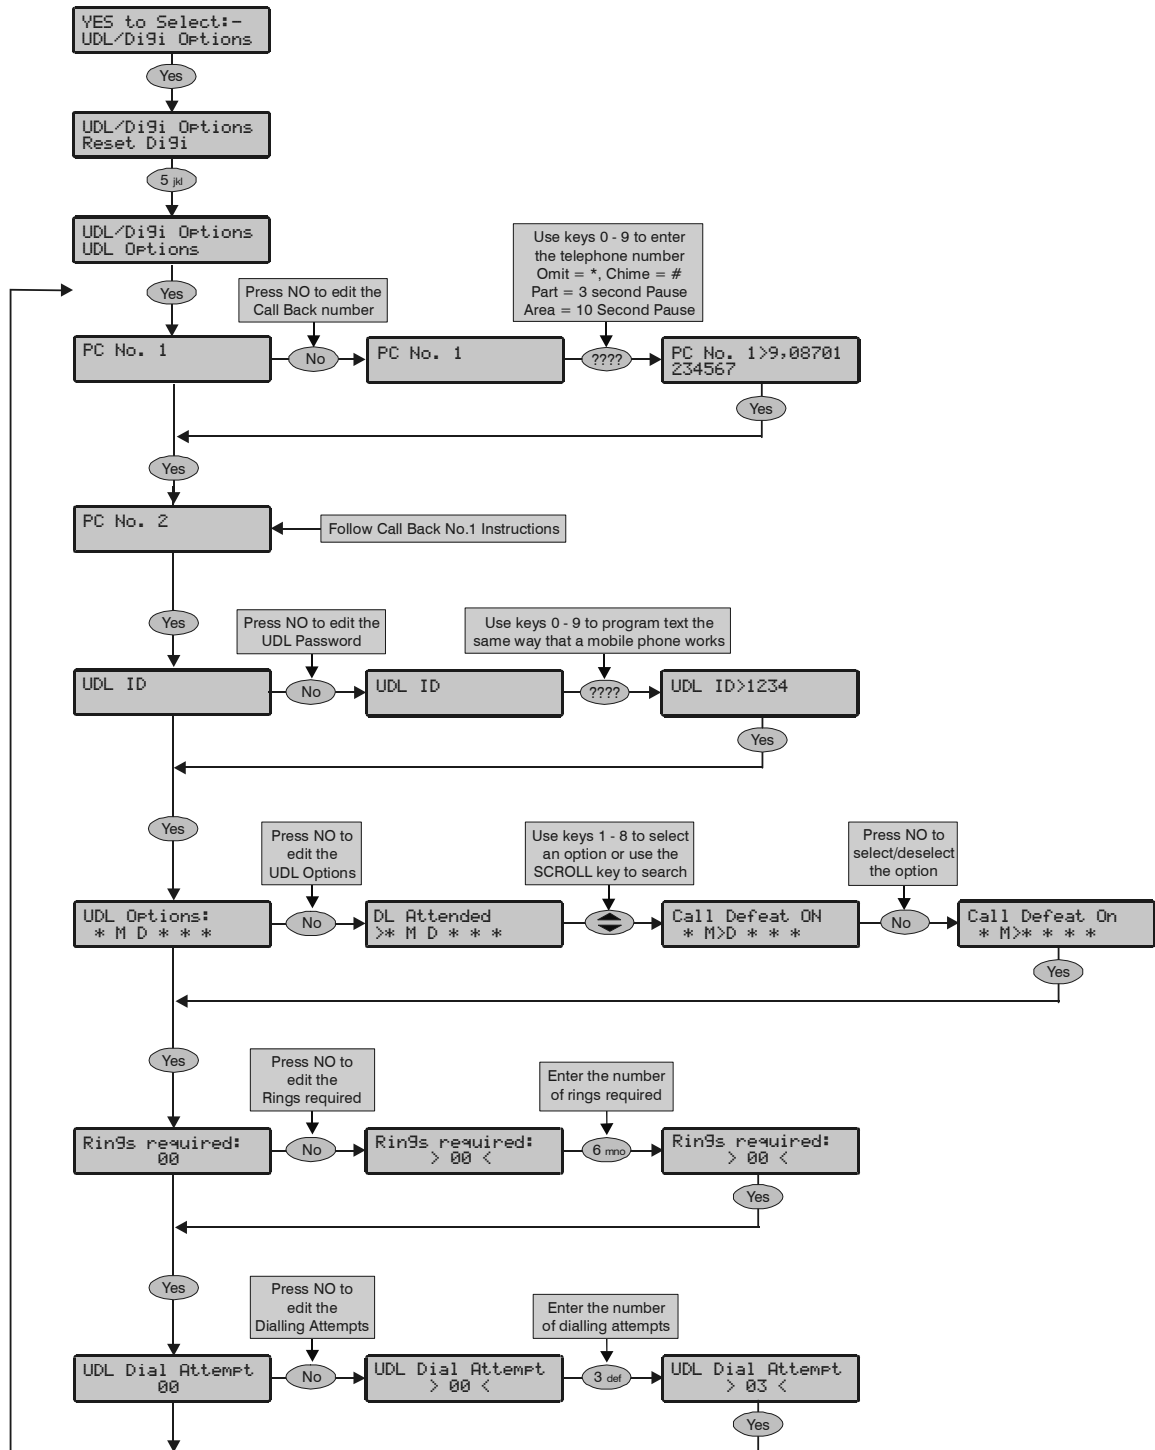 YES to Select:-
UDL/Digi Options
Yes
UDL/Digi Options
Reset Digi
5 jkl
UDL/Digi Options
UDL Options
Yes
Press NO to edit the
Call Back number
Use keys 0 - 9 to enter
the telephone number
Omit = *, Chime = #
Part = 3 second Pause
Area = 10 Second Pause
PC No. 1
No
PC No. 1
????
PC No. 1>9,08701
234567
Yes
Yes
PC No. 2
Follow Call Back No.1 Instructions
Yes
Press NO to edit the
UDL Password
Use keys 0 - 9 to program text the
same way that a mobile phone works
UDL ID
No
UDL ID
????
UDL ID>1234
Yes
Yes
Press NO to
edit the
UDL Options
Use keys 1 - 8 to select
an option or use the
SCROLL key to search
Press NO to
select/deselect
the option
UDL Options:
* M D * * *
No
DL Attended
>* M D * * *
Call Defeat ON
* M>D * * *
No
Call Defeat On
* M>* * * *
Yes
Yes
Press NO to
edit the
Rings required
Enter the number
of rings required
Rings required:
00
No
Rings required:
> 00 <
6 mno
Rings required:
> 00 <
Yes
Yes
Press NO to
edit the
Dialling Attempts
Enter the number
of dialling attempts
UDL Dial Attempt
00
No
UDL Dial Attempt
> 00 <
3 def
UDL Dial Attempt
> 03 <
Yes